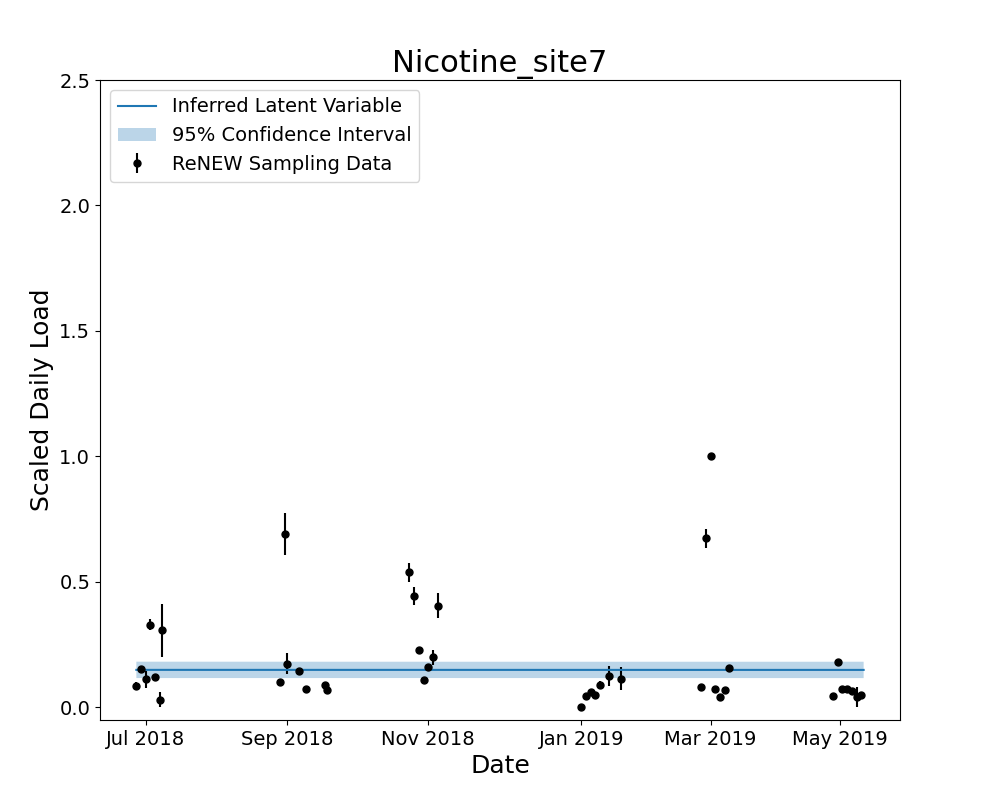 Nicotine_site7
Inferred Latent Variable
95% Confidence Interval
ReNEW Sampling Data
Scaled Daily Load
2.5
2.0
1.5
1.0
0.5
0.0
Jul 2018
Sep 2018
Nov 2018
Jan 2019
Mar 2019
May 2019
Date